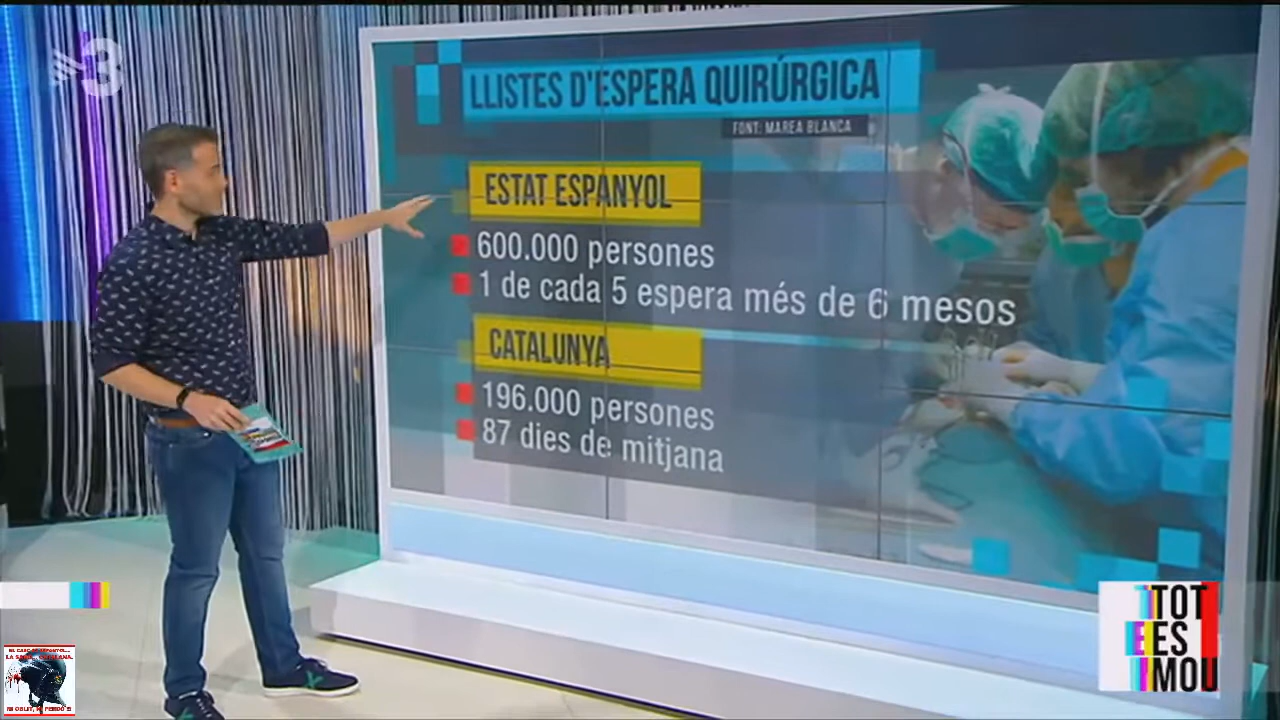 3
LLISTES D'ESPERA QUIRÚRGICA
FONT: MAREA BLANCA
ESTAT ESPANYOL
600.000 persones
1 de cada 5 espera més de 6 mesos
CATALUNYA
196.000 persones
87 dies de mitjana
TOT
ES
MOU